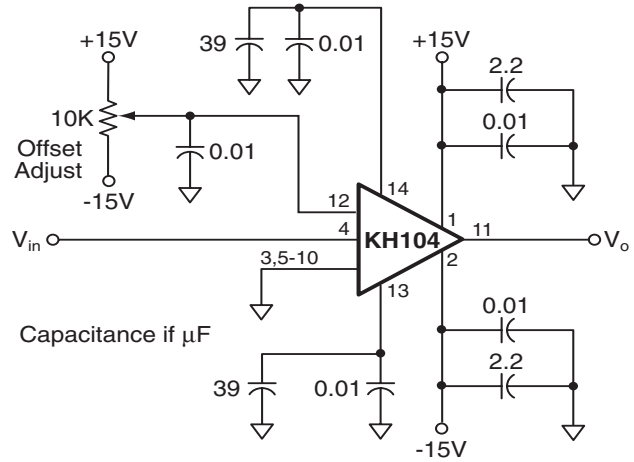 +15V
39
0.01
+15V
2.2
10K
0.01
Offset
Adjust
0.01
-15V
12
14
1
V_in
4
KH104
11
V_o
3,5-10
2
13
Capacitance if μF
0.01
39
0.01
2.2
-15V